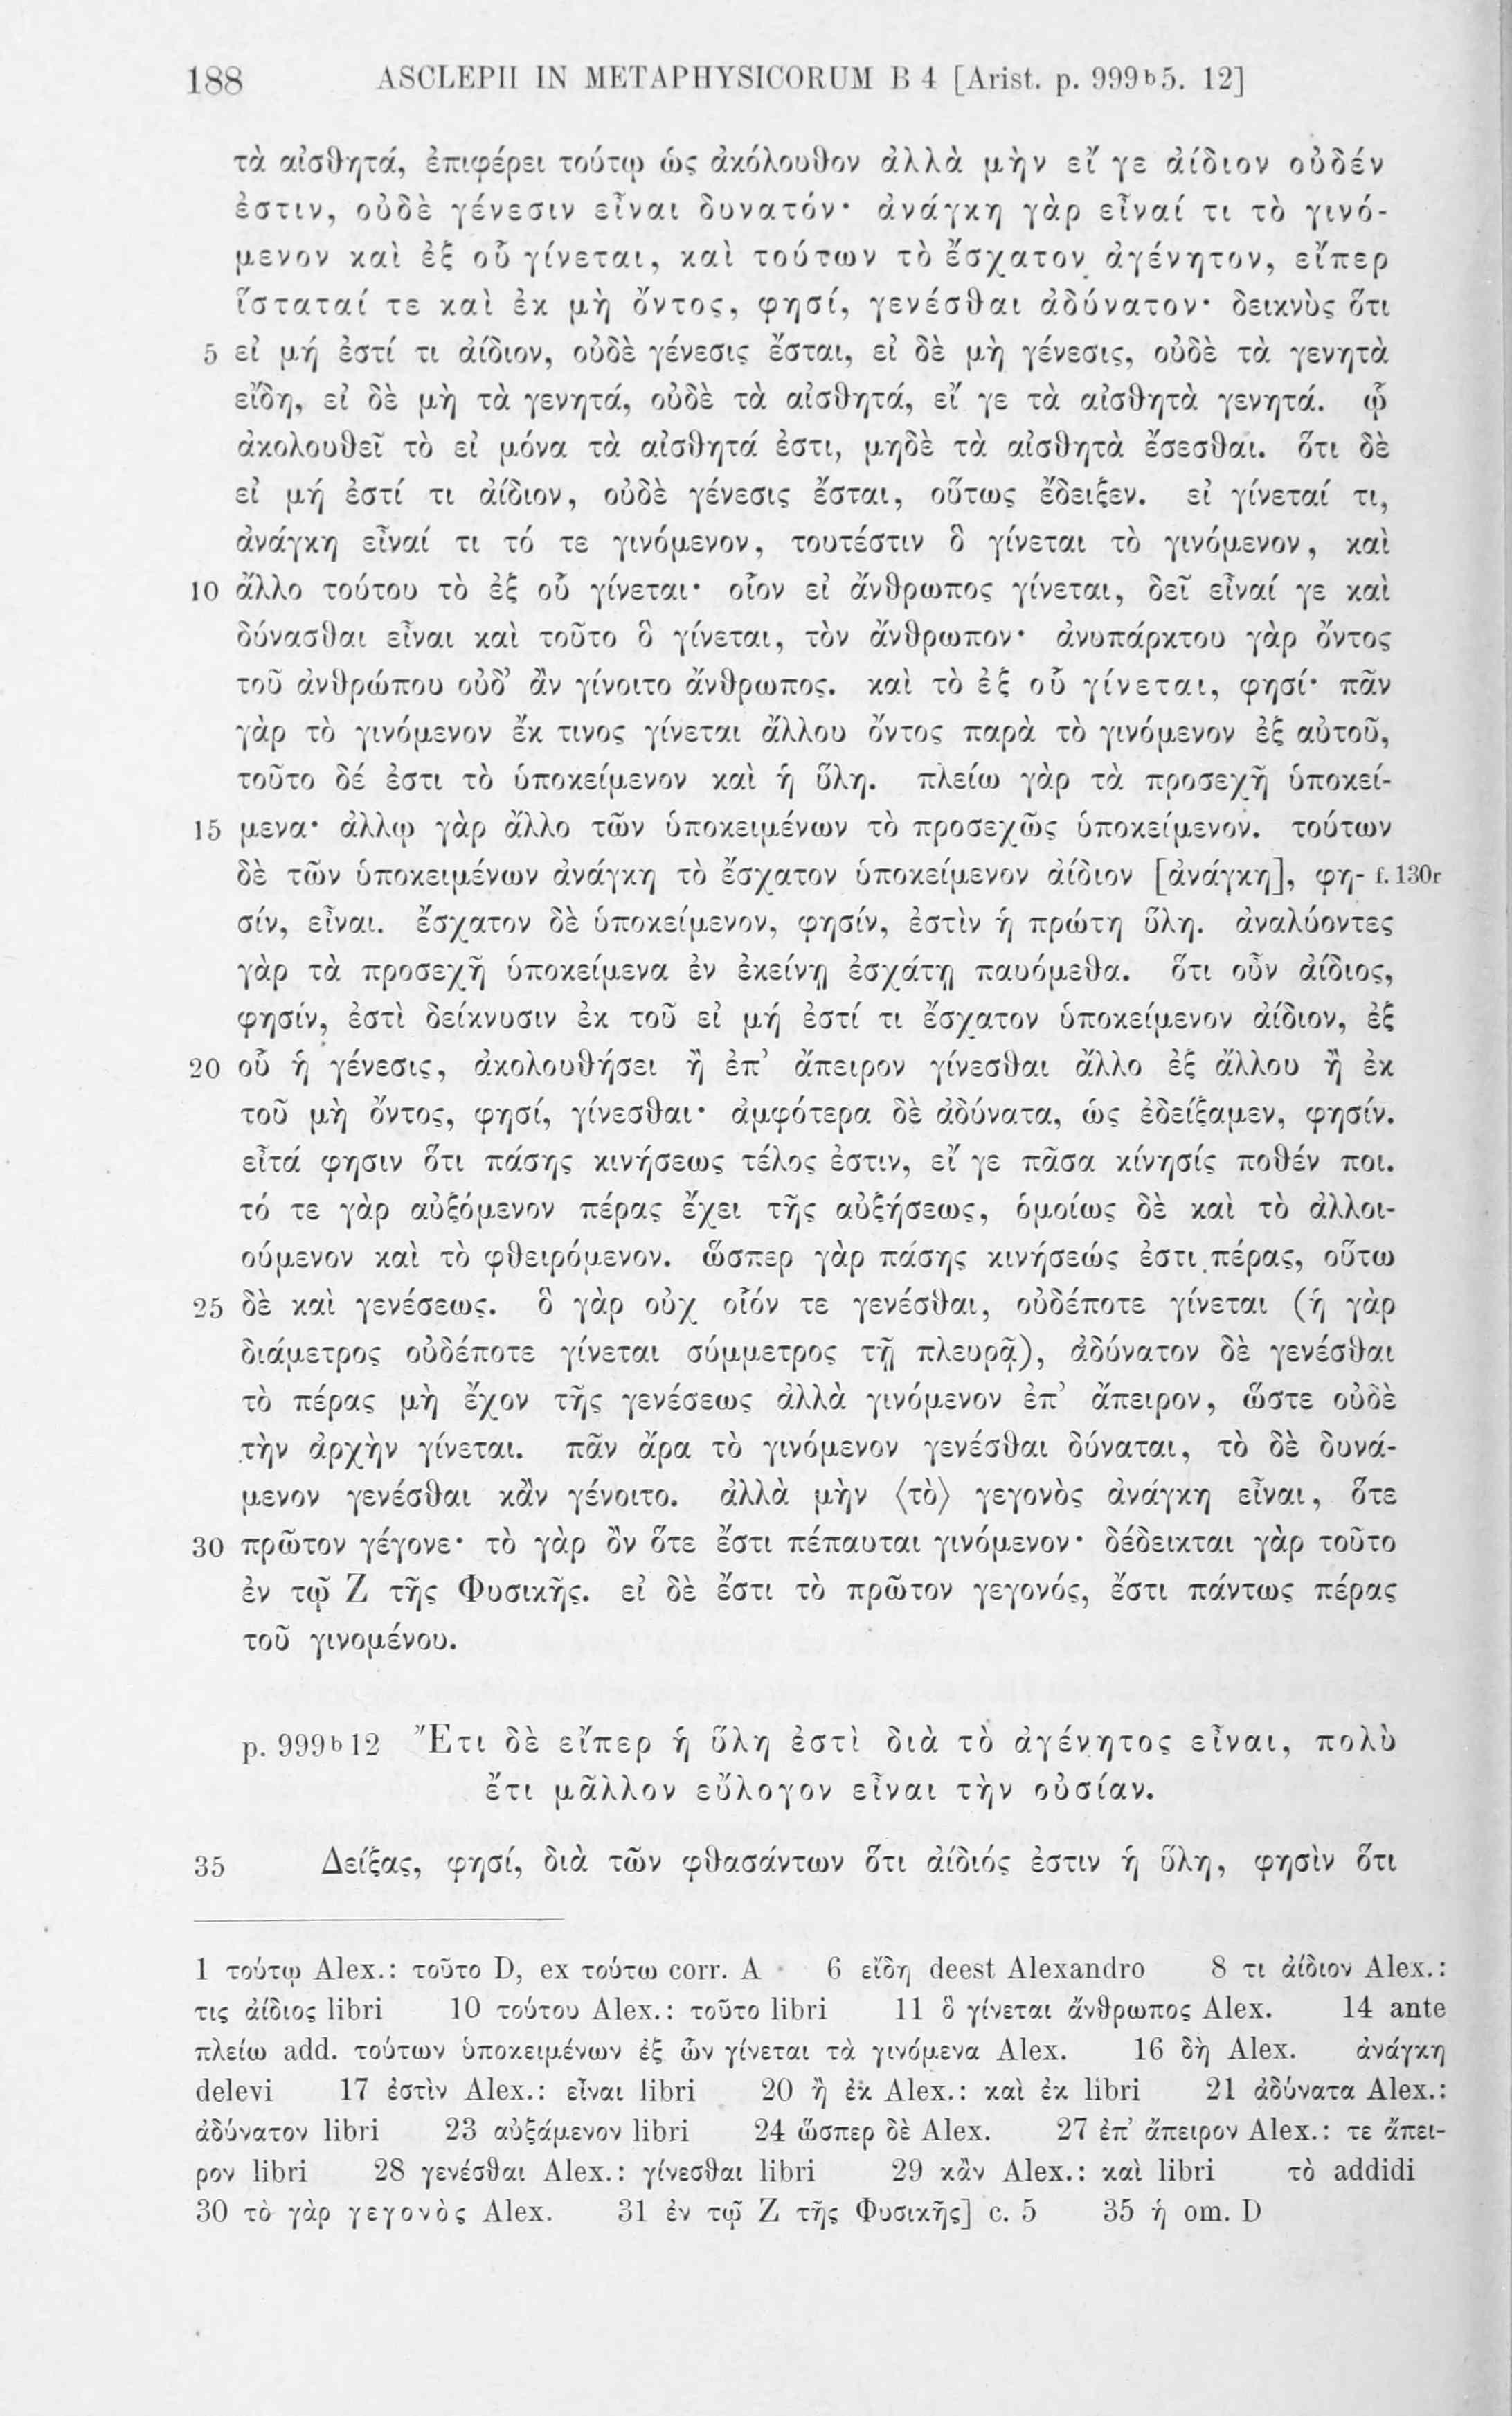 188 ASCLEPII IN METAPHYSICORUM B 4 [Arist. p. 999ᵇ5. 12]
τὰ αἰσθητά, ἐπιφέρει τούτῳ ὡς ἀκόλουθον ἀλλὰ μὴν εἴ γε ἀίδιον οὐδέν
ἐστιν, οὐδὲ γένεσιν εἶναι δυνατόν· ἀνάγκη γὰρ εἶναί τι τὸ γινό-
μενον καὶ ἐξ οὗ γίνεται, καὶ τούτων τὸ ἔσχατον ἀγένητον, εἴπερ
ἵσταταί τε καὶ ἐκ μὴ ὄντος, φησί, γενέσθαι ἀδύνατον· δεικνὺς ὅτι
5 εἰ μή ἐστί τι ἀίδιον, οὐδὲ γένεσις ἔσται, εἰ δὲ μὴ γένεσις, οὐδὲ τὰ γενητὰ
εἴδη, εἰ δὲ μὴ τὰ γενητά, οὐδὲ τὰ αἰσθητά, εἴ γε τὰ αἰσθητὰ γενητά. ᾧ
ἀκολουθεῖ τὸ εἰ μόνα τὰ αἰσθητά ἐστι, μηδὲ τὰ αἰσθητὰ ἔσεσθαι. ὅτι δὲ
εἰ μή ἐστί τι ἀίδιον, οὐδὲ γένεσις ἔσται, οὕτως ἔδειξεν. εἰ γίνεταί τι,
ἀνάγκη εἶναί τι τό τε γινόμενον, τουτέστιν ὃ γίνεται τὸ γινόμενον, καὶ
10 ἄλλο τούτου τὸ ἐξ οὗ γίνεται· οἷον εἰ ἄνθρωπος γίνεται, δεῖ εἶναί γε καὶ
δύνασθαι εἶναι καὶ τοῦτο ὃ γίνεται, τὸν ἄνθρωπον· ἀνυπάρκτου γὰρ ὄντος
τοῦ ἀνθρώπου οὐδ’ ἂν γίνοιτο ἄνθρωπος. καὶ τὸ ἐξ οὗ γίνεται, φησί· πᾶν
γὰρ τὸ γινόμενον ἔκ τινος γίνεται ἄλλου ὄντος παρὰ τὸ γινόμενον ἐξ αὐτοῦ,
τοῦτο δέ ἐστι τὸ ὑποκείμενον καὶ ἡ ὕλη. πλείω γὰρ τὰ προσεχῆ ὑποκεί-
15 μενα· ἀλλῳ γὰρ ἄλλο τῶν ὑποκειμένων τὸ προσεχῶς ὑποκείμενον. τούτων
δὲ τῶν ὑποκειμένων ἀνάγκη τὸ ἔσχατον ὑποκείμενον ἀίδιον [ἀνάγκη], φη- f. 130r
σίν, εἶναι. ἔσχατον δὲ ὑποκείμενον, φησίν, ἐστὶν ἡ πρώτη ὕλη. ἀναλύοντες
γὰρ τὰ προσεχῆ ὑποκείμενα ἐν ἐκείνῃ ἐσχάτῃ παυόμεθα. ὅτι οὖν ἀίδιος,
φησίν, ἐστὶ δείκνυσιν ἐκ τοῦ εἰ μή ἐστί τι ἔσχατον ὑποκείμενον ἀίδιον, ἐξ
20 οὗ ἡ γένεσις, ἀκολουθήσει ἢ ἐπ’ ἄπειρον γίνεσθαι ἄλλο ἐξ ἄλλου ἢ ἐκ
τοῦ μὴ ὄντος, φησί, γίνεσθαι· ἀμφότερα δὲ ἀδύνατα, ὡς ἐδείξαμεν, φησίν.
εἶτά φησιν ὅτι πάσης κινήσεως τέλος ἐστιν, εἴ γε πᾶσα κίνησίς ποθέν ποι.
τό τε γὰρ αὐξόμενον πέρας ἔχει τῆς αὐξήσεως, ὁμοίως δὲ καὶ τὸ ἀλλοι-
ούμενον καὶ τὸ φθειρόμενον. ὥσπερ γὰρ πάσης κινήσεώς ἐστι πέρας, οὕτω
25 δὲ καὶ γενέσεως. ὃ γὰρ οὐχ οἷόν τε γενέσθαι, οὐδέποτε γίνεται (ἡ γὰρ
διάμετρος οὐδέποτε γίνεται σύμμετρος τῇ πλευρᾷ), ἀδύνατον δὲ γενέσθαι
τὸ πέρας μὴ ἔχον τῆς γενέσεως ἀλλὰ γινόμενον ἐπ’ ἄπειρον, ὥστε οὐδὲ
τὴν ἀρχὴν γίνεται. πᾶν ἄρα τὸ γινόμενον γενέσθαι δύναται, τὸ δὲ δυνά-
μενον γενέσθαι κἂν γένοιτο. ἀλλὰ μὴν ⟨τὸ⟩ γεγονὸς ἀνάγκη εἶναι, ὅτε
30 πρῶτον γέγονε· τὸ γὰρ ὂν ὅτε ἔστι πέπαυται γινόμενον· δέδεικται γὰρ τοῦτο
ἐν τῷ Ζ τῆς Φυσικῆς. εἰ δὲ ἔστι τὸ πρῶτον γεγονός, ἔστι πάντως πέρας
τοῦ γινομένου.
p. 999ᵇ12 Ἔτι δὲ εἴπερ ἡ ὕλη ἐστὶ διὰ τὸ ἀγένητος εἶναι, πολὺ
ἔτι μᾶλλον εὔλογον εἶναι τὴν οὐσίαν.
35 Δείξας, φησί, διὰ τῶν φθασάντων ὅτι ἀίδιός ἐστιν ἡ ὕλη, φησὶν ὅτι
1 τούτῳ Alex.: τοῦτο D, ex τούτω corr. A 6 εἴδη deest Alexandro 8 τι ἀίδιον Alex.:
τις ἀίδιος libri 10 τούτου Alex.: τοῦτο libri 11 ὃ γίνεται ἄνθρωπος Alex. 14 ante
πλείω add. τούτων ὑποκειμένων ἐξ ὧν γίνεται τὰ γινόμενα Alex. 16 δὴ Alex. ἀνάγκη
delevi 17 ἐστὶν Alex.: εἶναι libri 20 ἢ ἐκ Alex.: καὶ ἐκ libri 21 ἀδύνατα Alex.:
ἀδύνατον libri 23 αὐξάμενον libri 24 ὥσπερ δὲ Alex. 27 ἐπ’ ἄπειρον Alex.: τε ἄπει-
ρον libri 28 γενέσθαι Alex.: γίνεσθαι libri 29 κἂν Alex.: καὶ libri τὸ addidi
30 τὸ γὰρ γεγονὸς Alex. 31 ἐν τῷ Ζ τῆς Φυσικῆς] c. 5 35 ἡ om. D